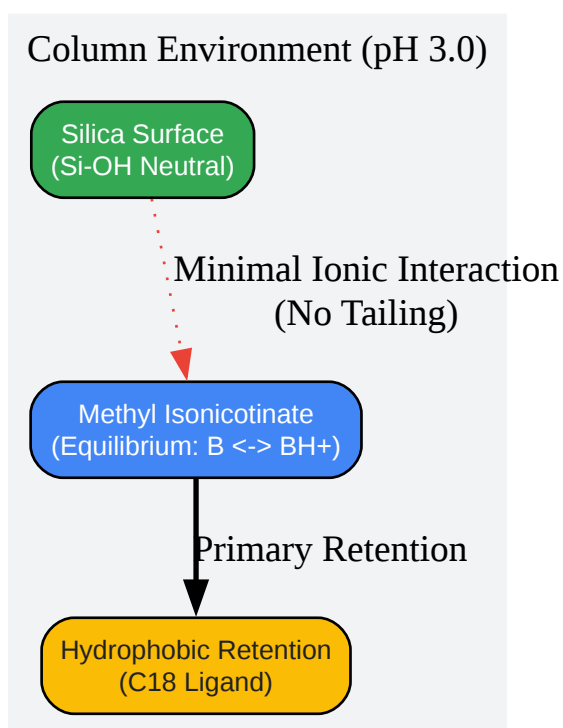 Column Environment (pH 3.0)
Silica Surface
(Si-OH Neutral)
Minimal Ionic Interaction
(No Tailing)
Methyl Isonicotinate
(Equilibrium: B <-> BH+)
Primary Retention
Hydrophobic Retention
(C18 Ligand)